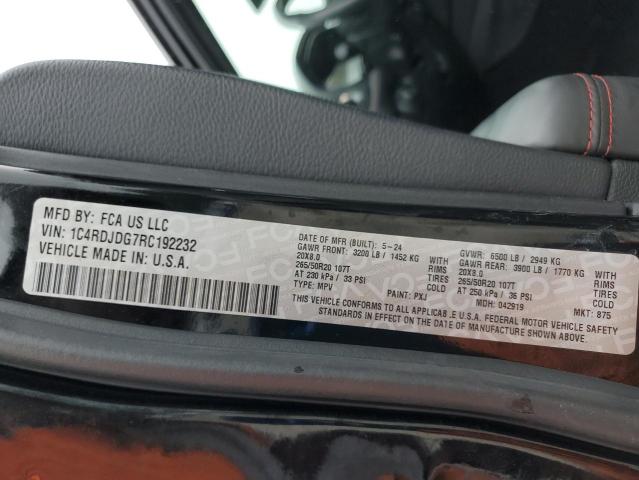 MFD BY: FCA US LLC
VIN: 1C4RDJDG7RC192232
VEHICLE MADE IN: U.S.A.
DATE OF MFR (BUILT): 5-24 GVWR: 6500 LB / 2949 KG
GAWR FRONT: 3200 LB / 1452 KG WITH GAWR REAR: 3900 LB / 1770 KG WITH
20X8.0 RIMS 20X8.0 RIMS
265/50R20 107T TIRES 265/50R20 107T TIRES
AT 230 kPa / 33 PSI COLD AT 250 kPa / 36 PSI COLD
TYPE: MPV PAINT: PXJ MDH: 042919 MKT: 875
THIS VEHICLE CONFORMS TO ALL APPLICABLE U.S.A. FEDERAL MOTOR VEHICLE SAFETY
STANDARDS IN EFFECT ON THE DATE OF MANUFACTURE SHOWN ABOVE.